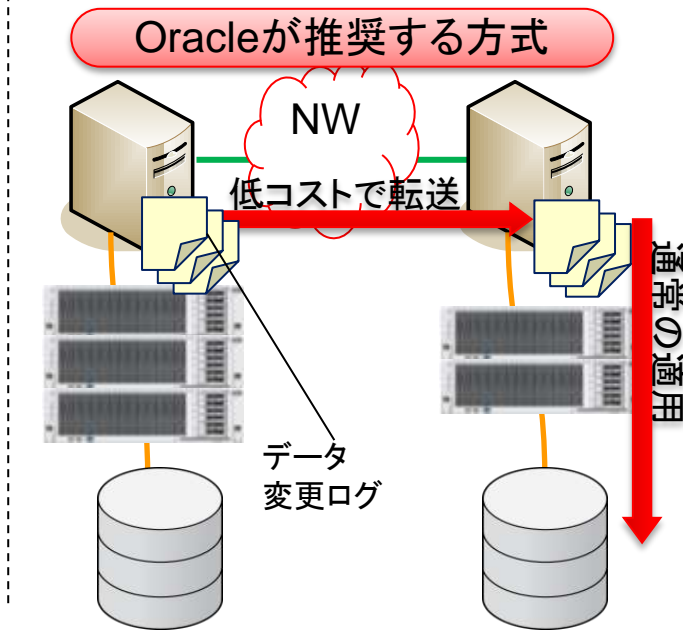 Oracleが推奨する方式
NW
低コストで転送
通常の適用
データ
変更ログ